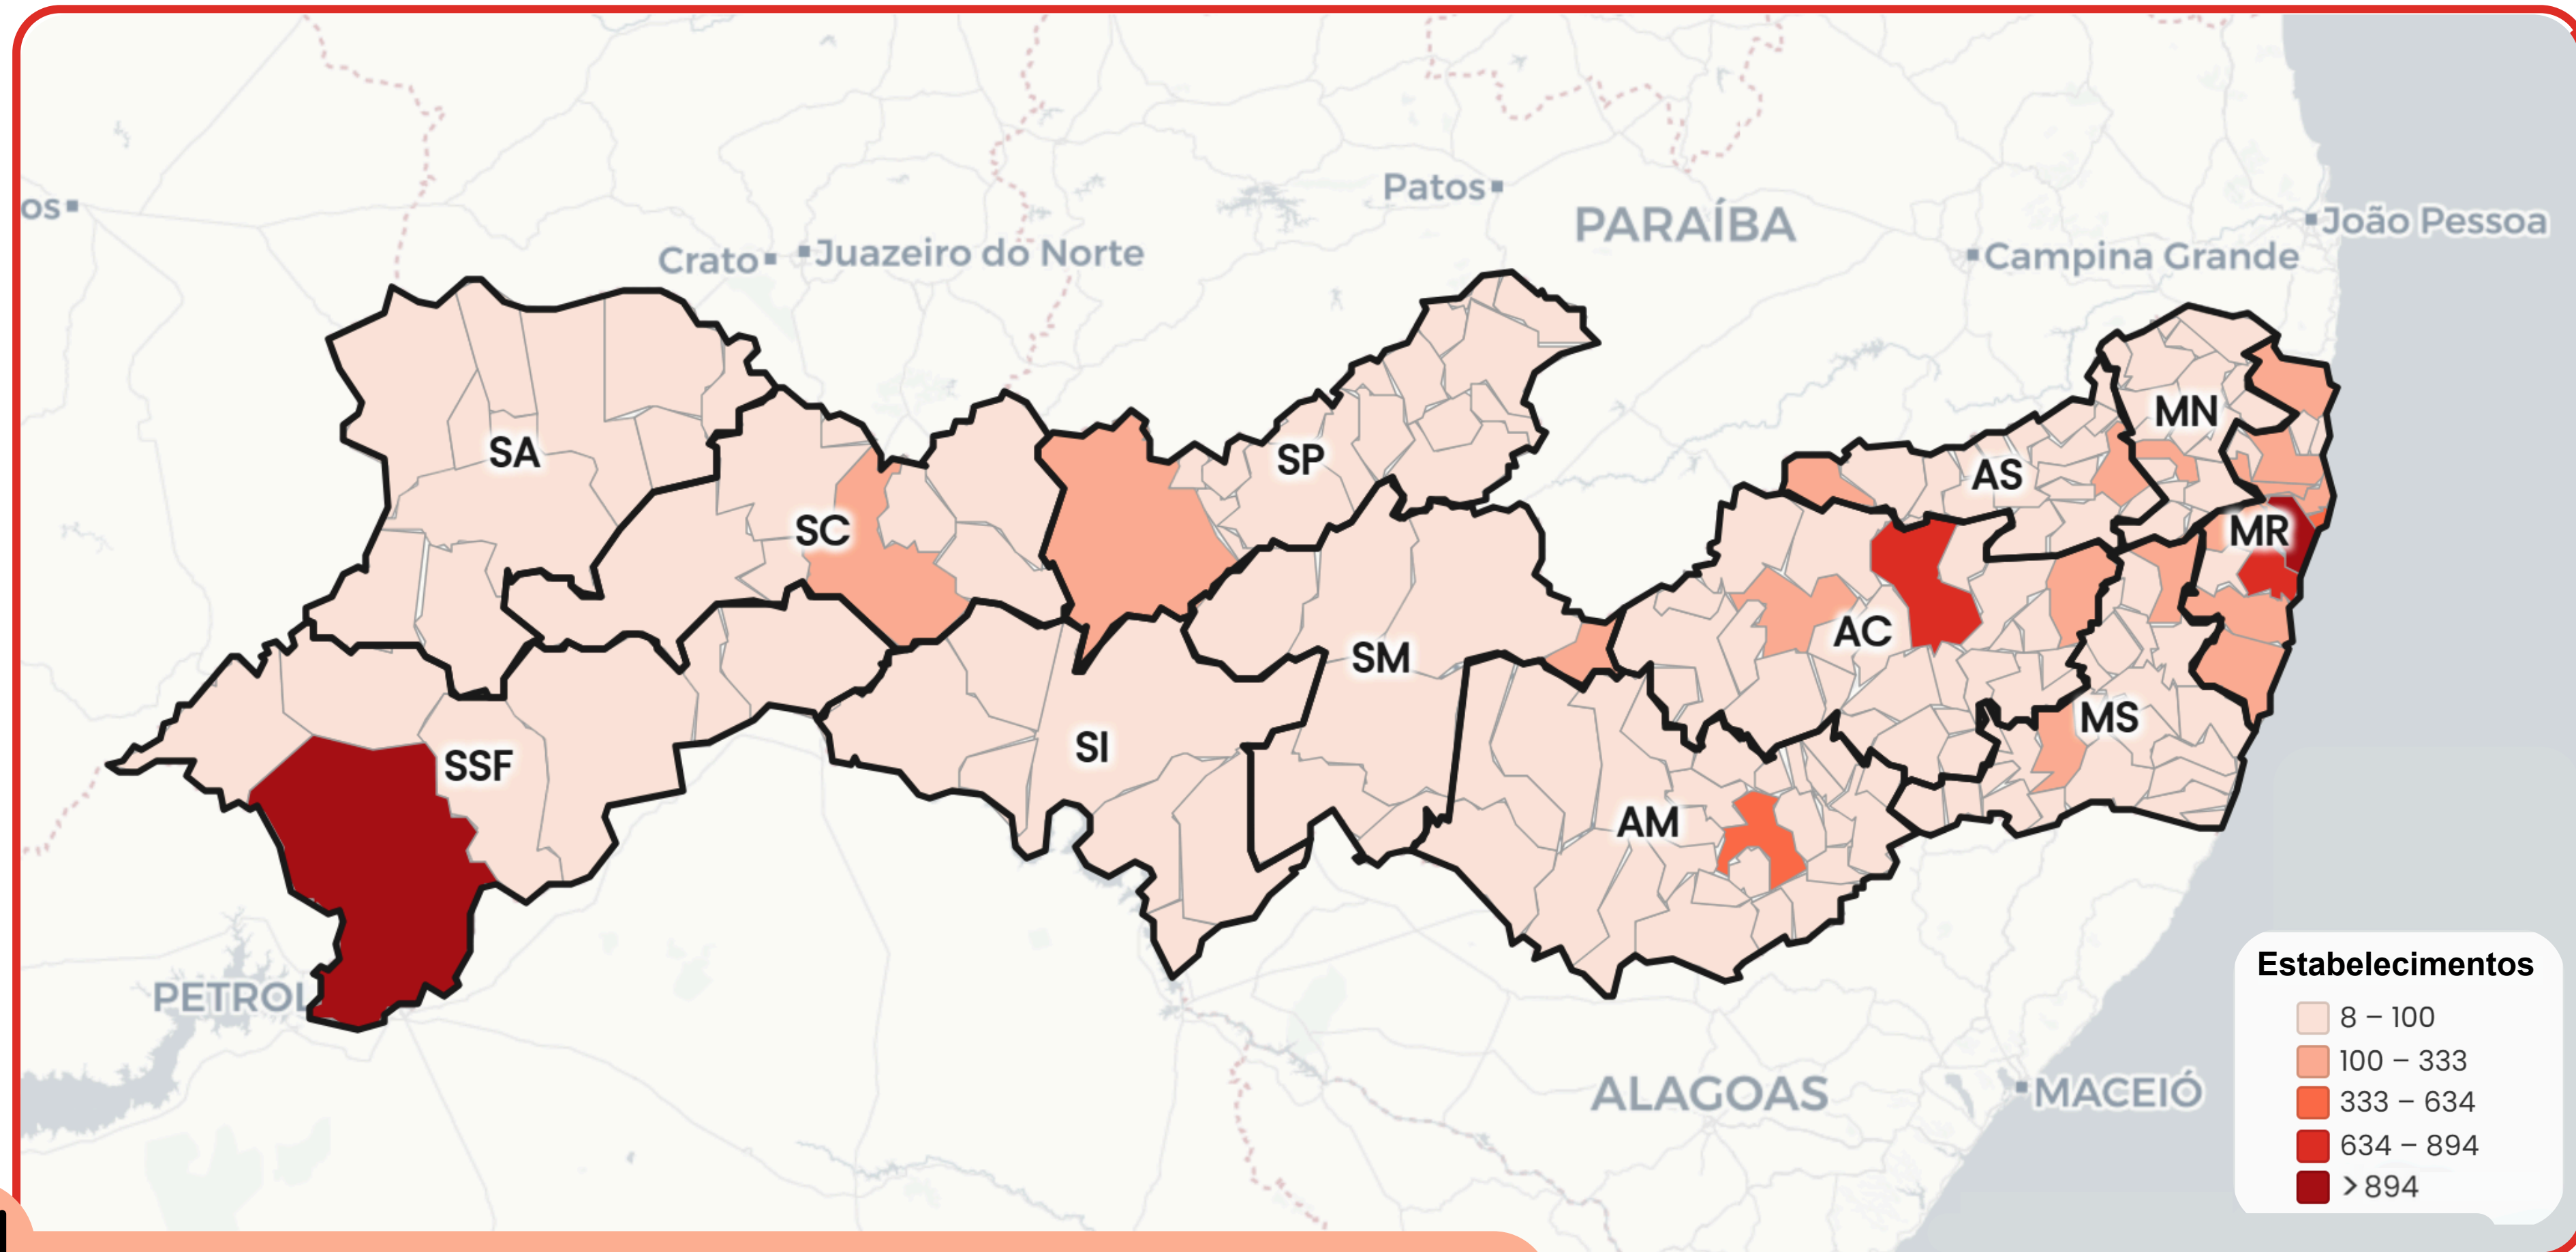 Patos
PARAÍBA
João Pessoa
os
Crato
Juazeiro do Norte
Campina Grande
SA
SC
SP
AS
MN
MR
SM
AC
SSF
SI
AM
MS
PETROL
ALAGOAS
MACEIÓ
Estabelecimentos
8 – 100
100 – 333
333 – 634
634 – 894
>894